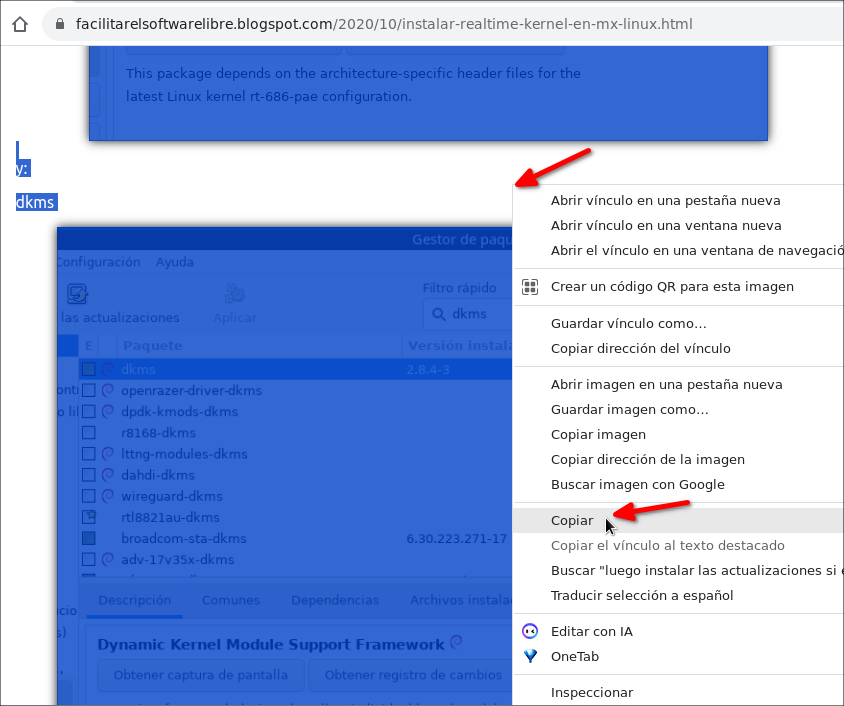 facilitarelsoftwarelibre.blogspot.com/2020/10/instalar-realtime-kernel-en-mx-linux.html
This package depends on the architecture-specific header files for the
latest Linux kernel rt-686-pae configuration.
y:
dkms
Gestor de paqu
Configuración Ayuda
Filtro rápido
las actualizaciones Aplicar
dkms
E Paquete Versión instala
dkms 2.8.4-3
openrazer-driver-dkms
dpdk-kmods-dkms
r8168-dkms
lttng-modules-dkms
dahdi-dkms
wireguard-dkms
rtl8821au-dkms
broadcom-sta-dkms 6.30.223.271-17
adv-17v35x-dkms
Descripción Comunes Dependencias Archivos instala
Dynamic Kernel Module Support Framework
Obtener captura de pantalla Obtener registro de cambios
Abrir vínculo en una pestaña nueva
Abrir vínculo en una ventana nueva
Abrir el vínculo en una ventana de navegació
Crear un código QR para esta imagen
Guardar vínculo como...
Copiar dirección del vínculo
Abrir imagen en una pestaña nueva
Guardar imagen como...
Copiar imagen
Copiar dirección de la imagen
Buscar imagen con Google
Copiar
Copiar el vínculo al texto destacado
Buscar "luego instalar las actualizaciones si e
Traducir selección a español
Editar con IA
OneTab
Inspeccionar